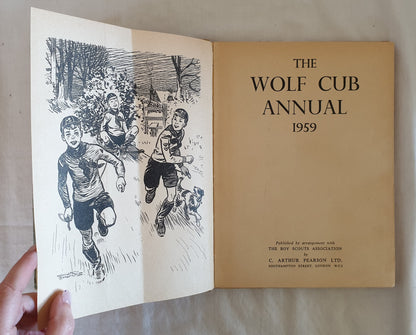 THE
WOLF CUB
ANNUAL
1959
Published by arrangement with
THE BOY SCOUTS ASSOCIATION
by
C. ARTHUR PEARSON LTD.
SOUTHAMPTON STREET, LONDON W.C.2